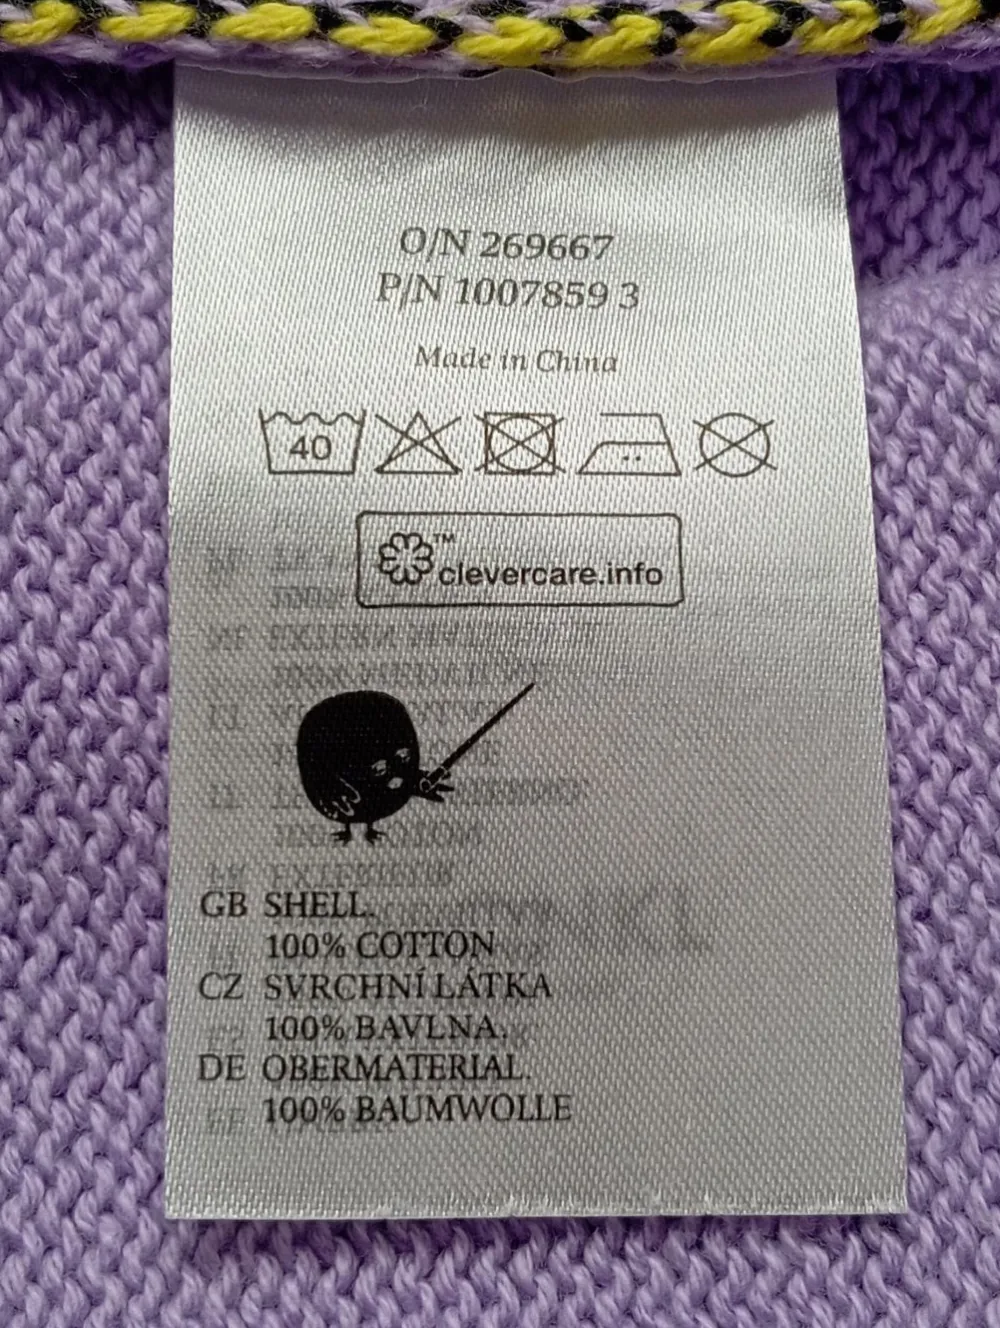 O/N 269667
P/N 1007859 3
Made in China
40
™
clevercare.info
GB SHELL.
100% COTTON
CZ SVRCHNÍ LÁTKA
100% BAVLNA.
DE OBERMATERIAL.
100% BAUMWOLLE